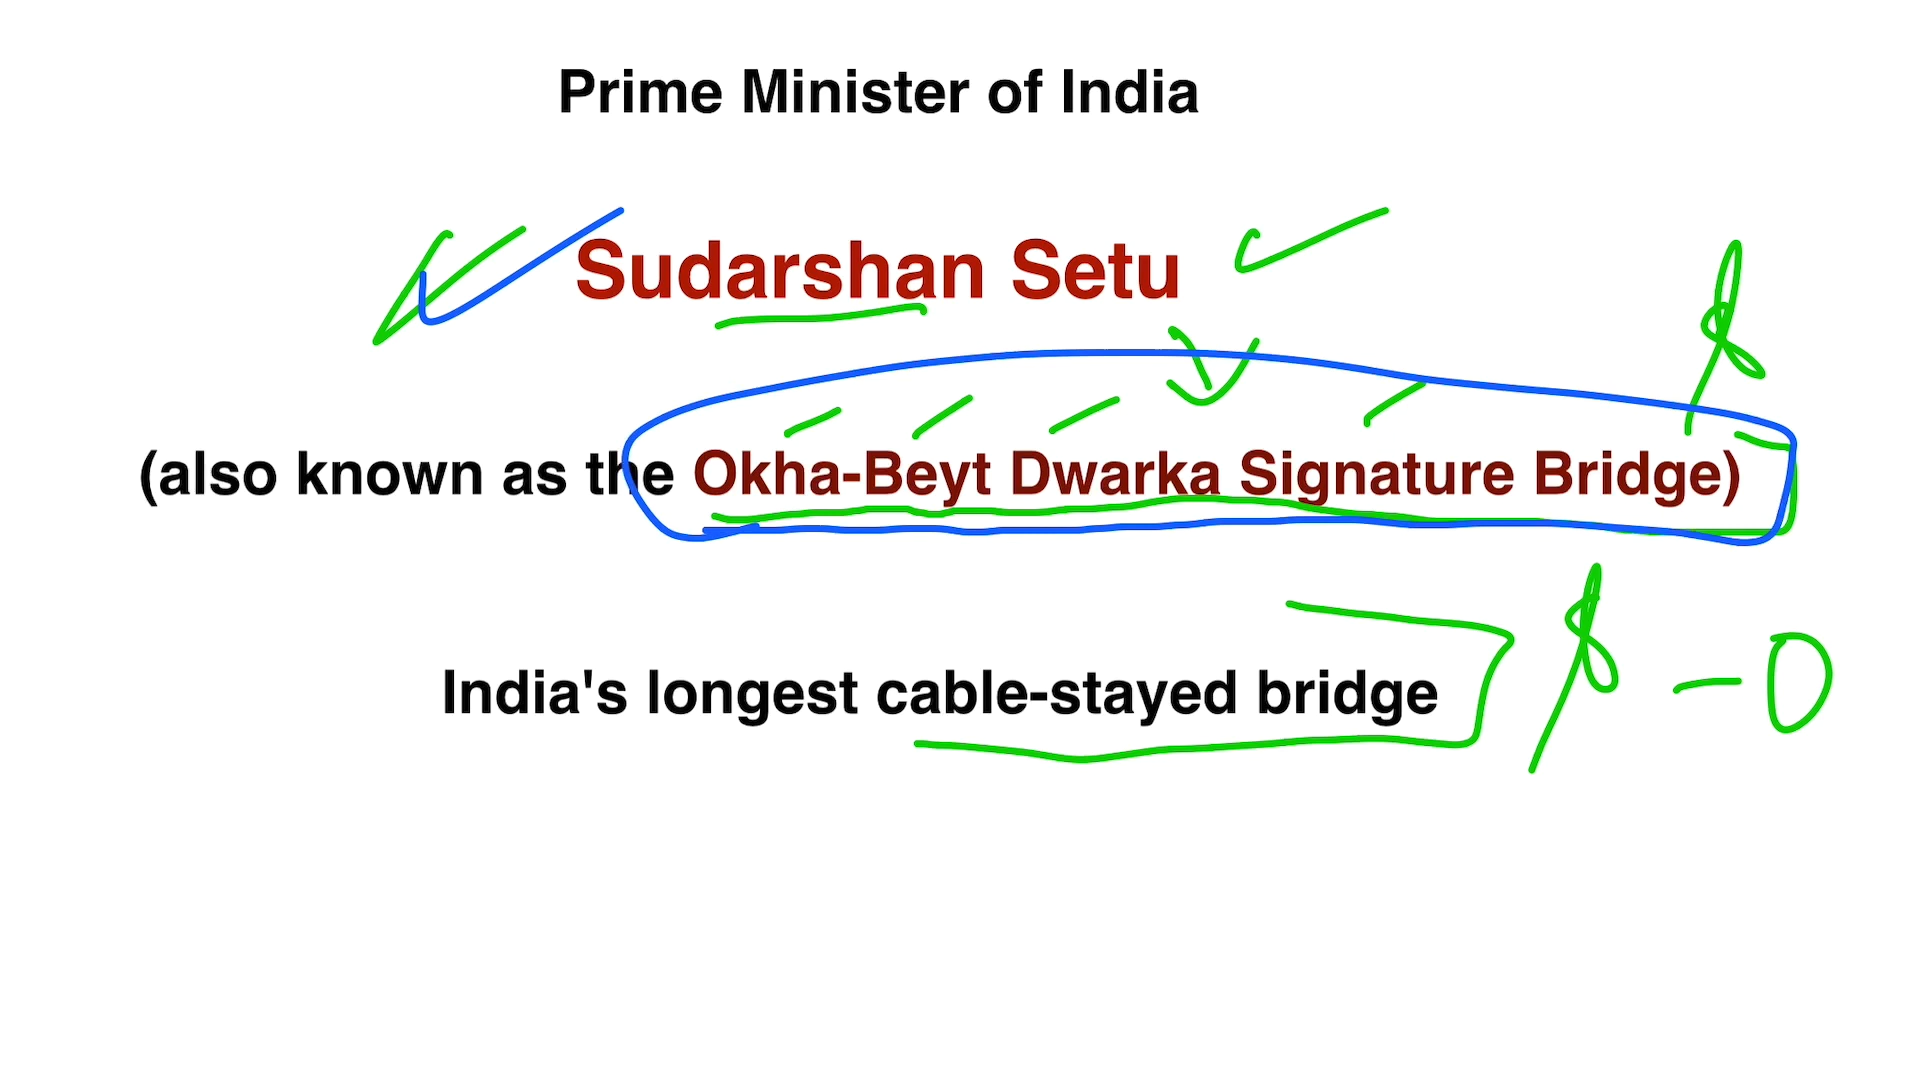 Prime Minister of India
Sudarshan Setu
(also known as the Okha-Beyt Dwarka Signature Bridge)
India's longest cable-stayed bridge